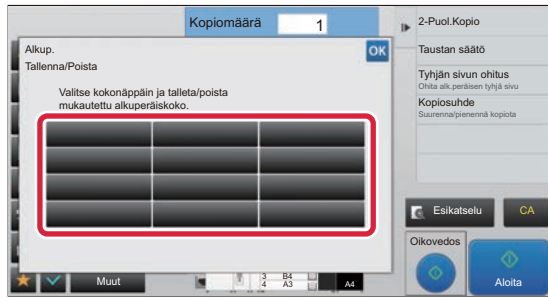 Kopiomäärä 1
Alkup.
OK
Tallenna/Poista
Valitse kokonäppäin ja talleta/poista
mukautettu alkuperäiskoko.
2-Puol.Kopio
Taustan säätö
Tyhjän sivun ohitus
Ohita alk.peräisen tyhjä sivu
Kopiosuhde
Suurenna/pienennä kopiota
Esikatselu
CA
Oikovedos
Aloita
Muut
3 B4
4 A3
A4